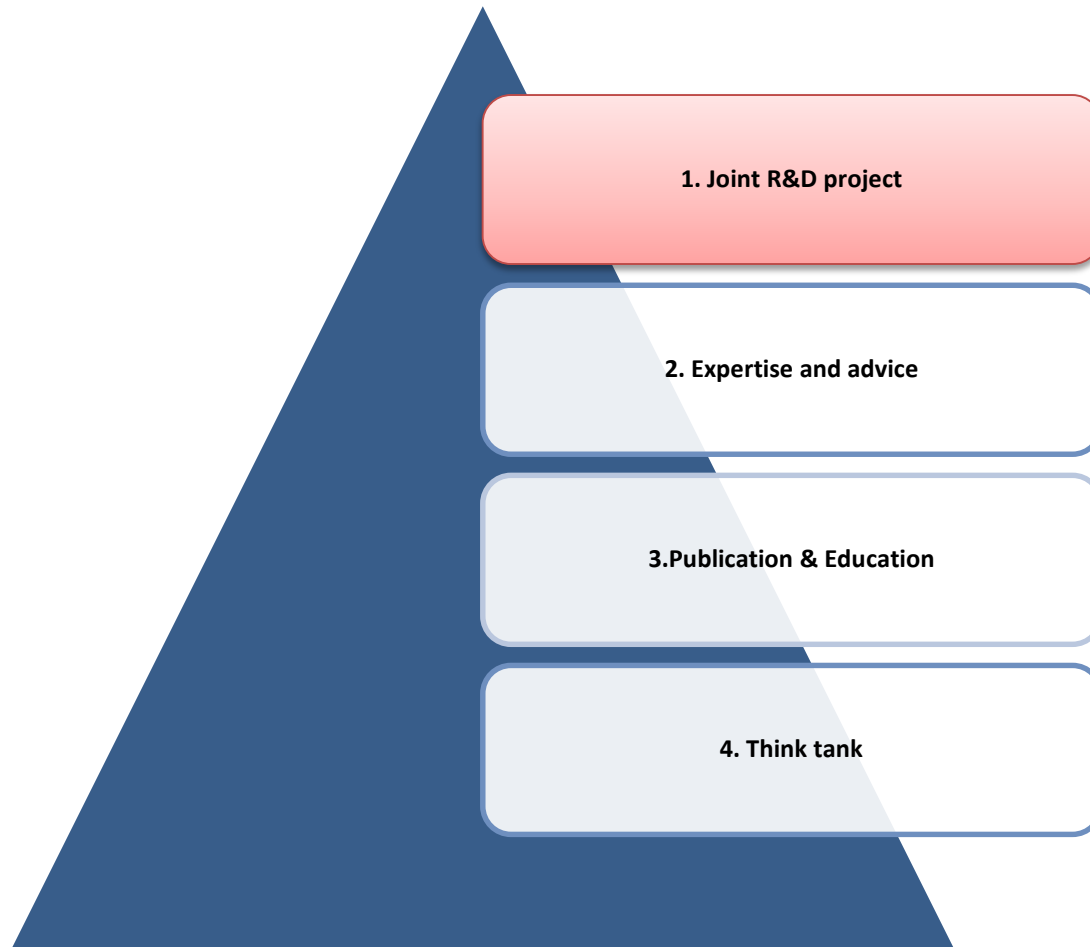 1. Joint R&D project
2. Expertise and advice
3.Publication & Education
4. Think tank